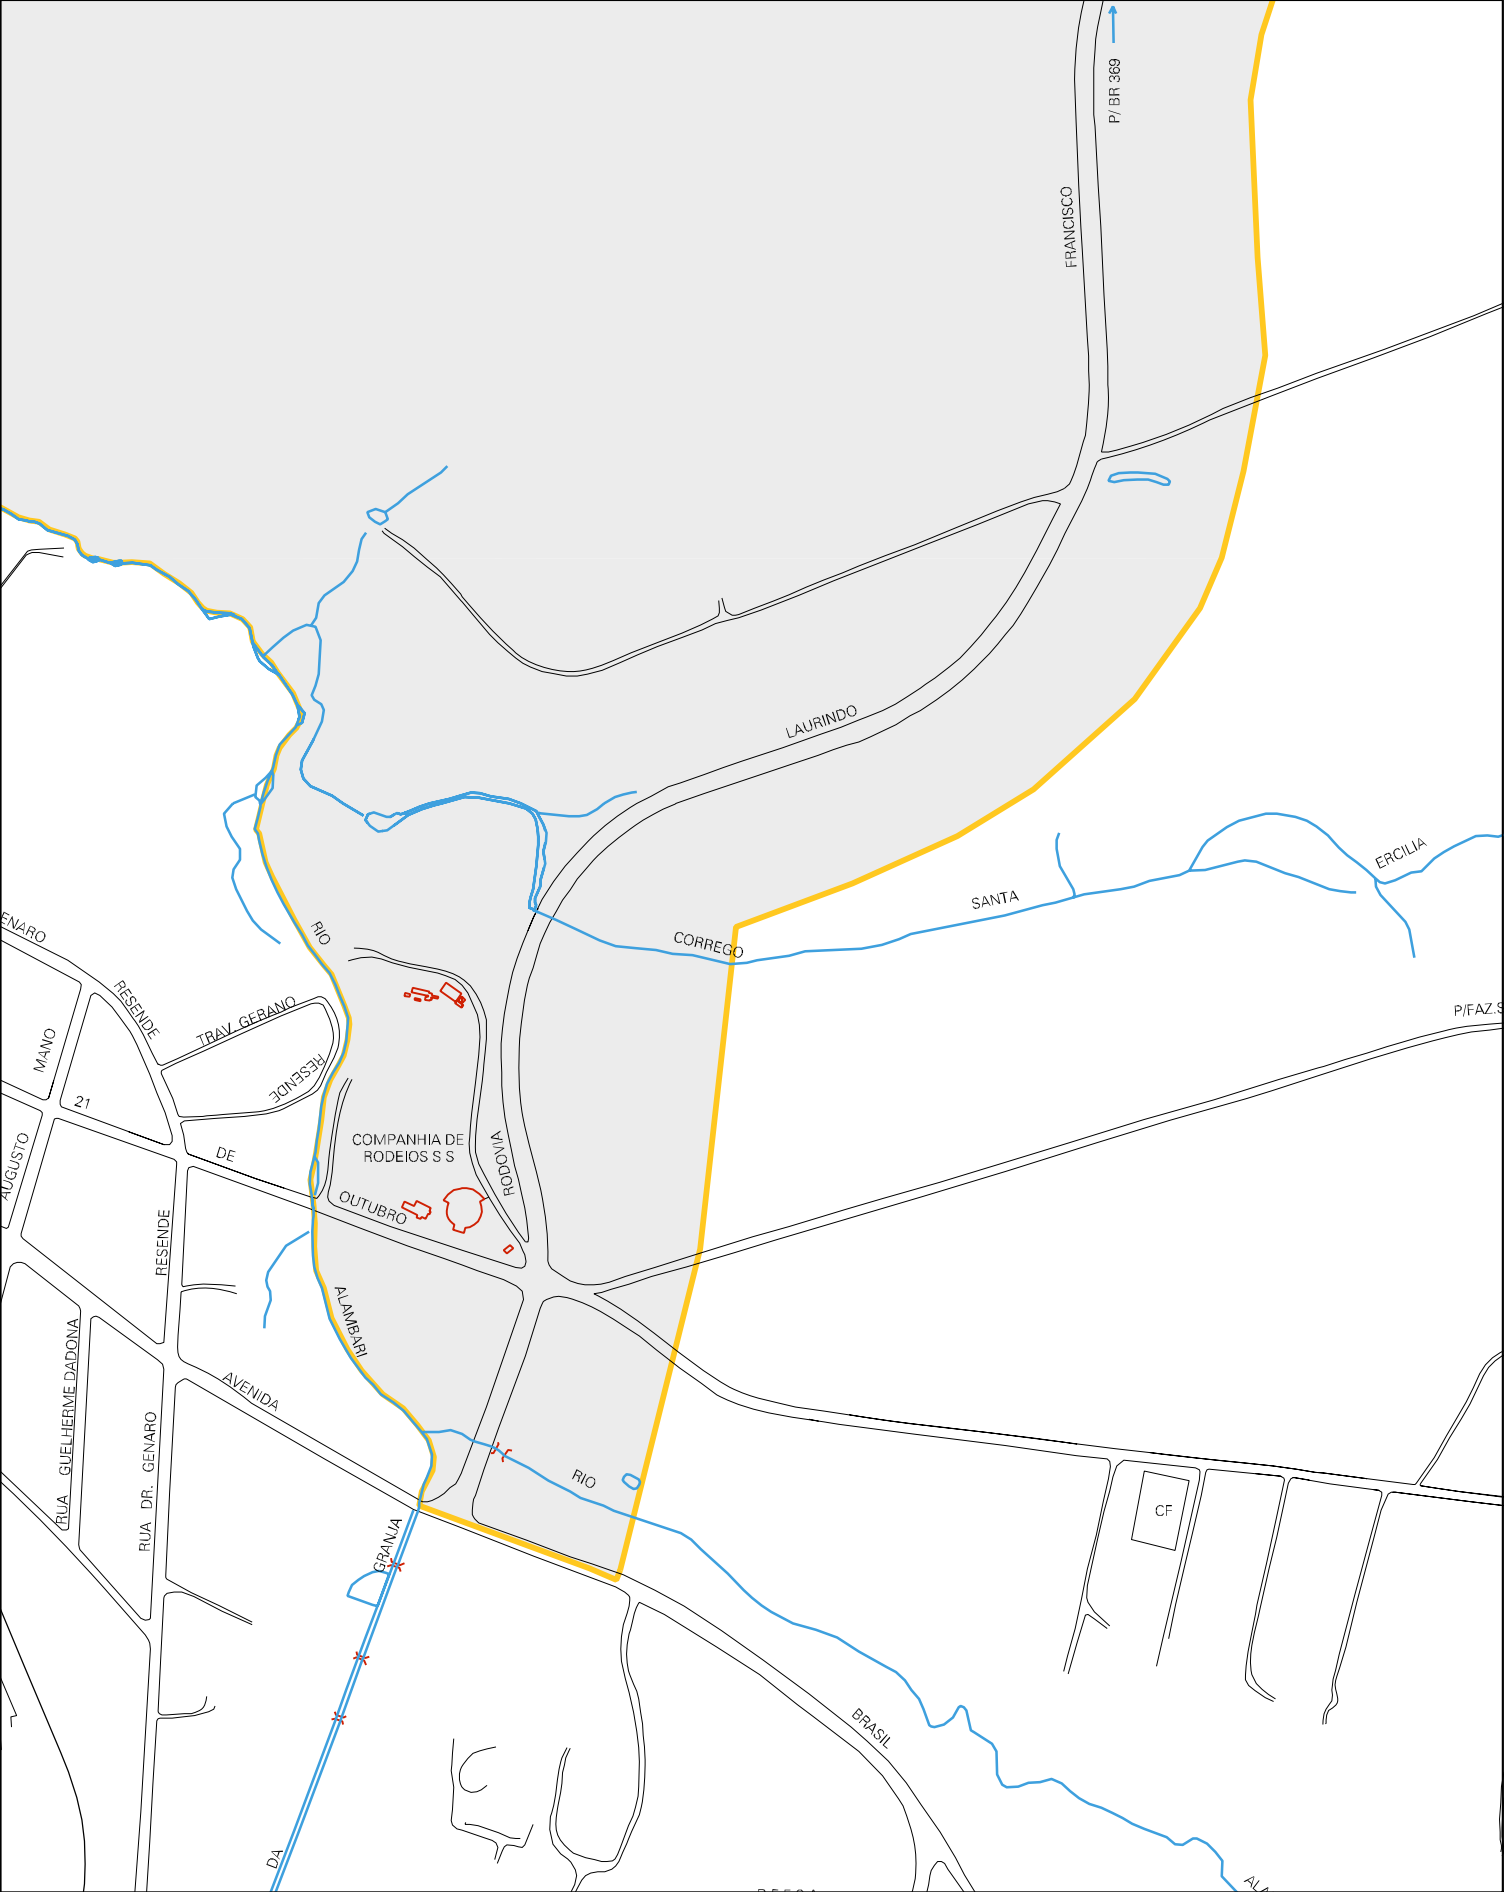 P/ BR 369
FRANCISCO
LAURINDO
ERCILIA
SANTA
CORREGO
RIO
ENARO
RESENDE
TRAV. GERANO
RESENDE
P/FAZ.S
MANO
21
DE
COMPANHIA DE
RODEIOS S S
RODOVIA
AUGUSTO
OUTUBRO
RESENDE
ALAMBARI
RUA GUELHERME DADONA
AVENIDA
RUA DR. GENARO
RIO
CF
GRANJA
BRASIL
DA